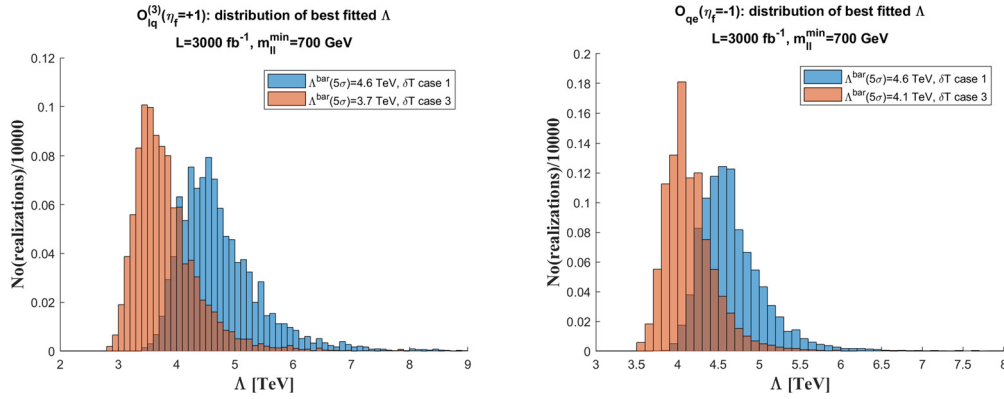 O_lq^(3)(η_f=+1): distribution of best fitted Λ
L=3000 fb^-1, m_ll^min=700 GeV
Λ^bar(5σ)=4.6 TeV, δT case 1
Λ^bar(5σ)=3.7 TeV, δT case 3
No(realizations)/10000
0.12
0.1
0.08
0.06
0.04
0.02
0
2 3 4 5 6 7 8 9
Λ [TeV]
O_qe(η_f=-1): distribution of best fitted Λ
L=3000 fb^-1, m_ll^min=700 GeV
Λ^bar(5σ)=4.6 TeV, δT case 1
Λ^bar(5σ)=4.1 TeV, δT case 3
No(realizations)/10000
0.2
0.18
0.16
0.14
0.12
0.1
0.08
0.06
0.04
0.02
0
3 3.5 4 4.5 5 5.5 6 6.5 7 7.5 8
Λ [TeV]